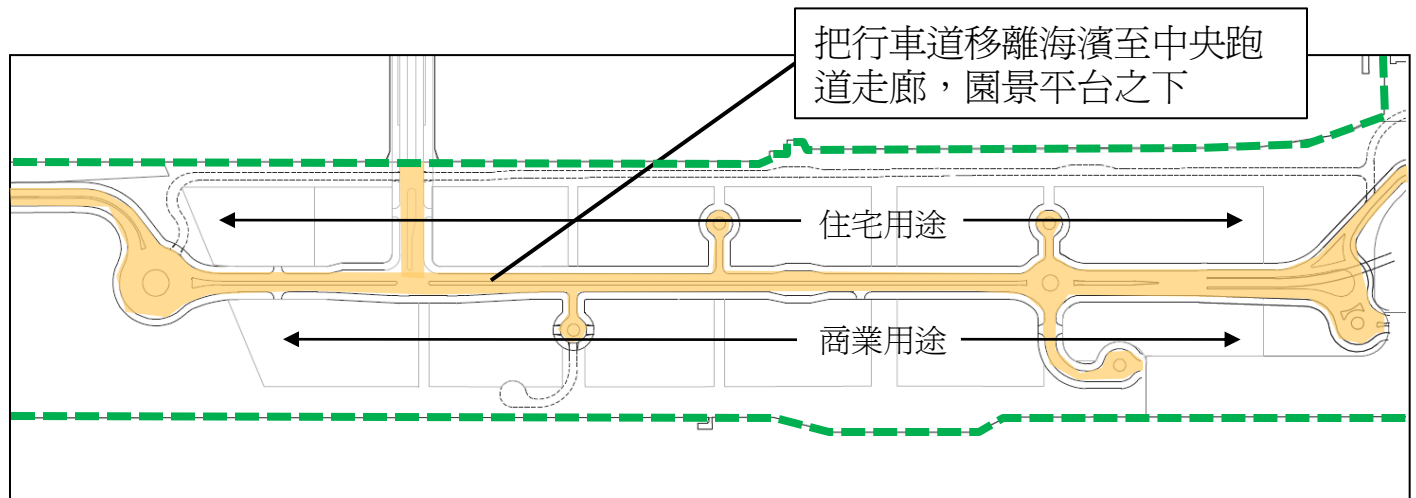 把行車道移離海濱至中央跑
道走廊，園景平台之下
住宅用途
商業用途